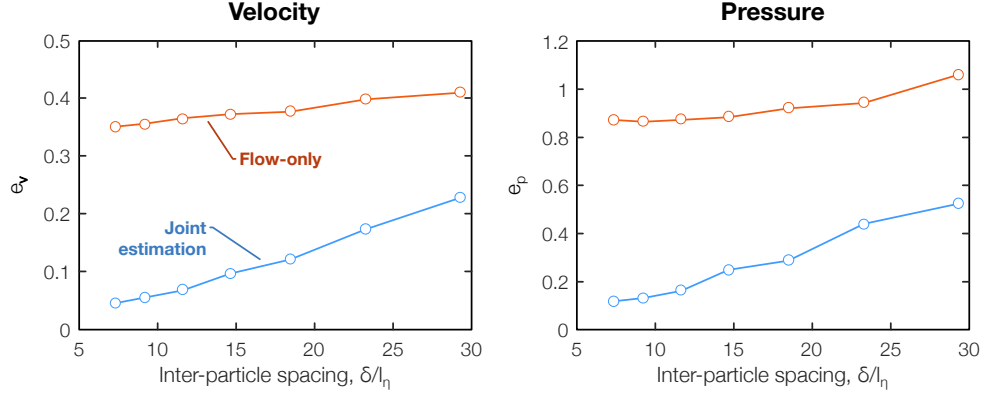 Velocity
0.5
0.4
0.3
0.2
0.1
0
e_v
Flow-only
Joint
estimation
5 10 15 20 25 30
Inter-particle spacing, δ/l_η
Pressure
1.2
1
0.8
0.6
0.4
0.2
0
e_p
5 10 15 20 25 30
Inter-particle spacing, δ/l_η